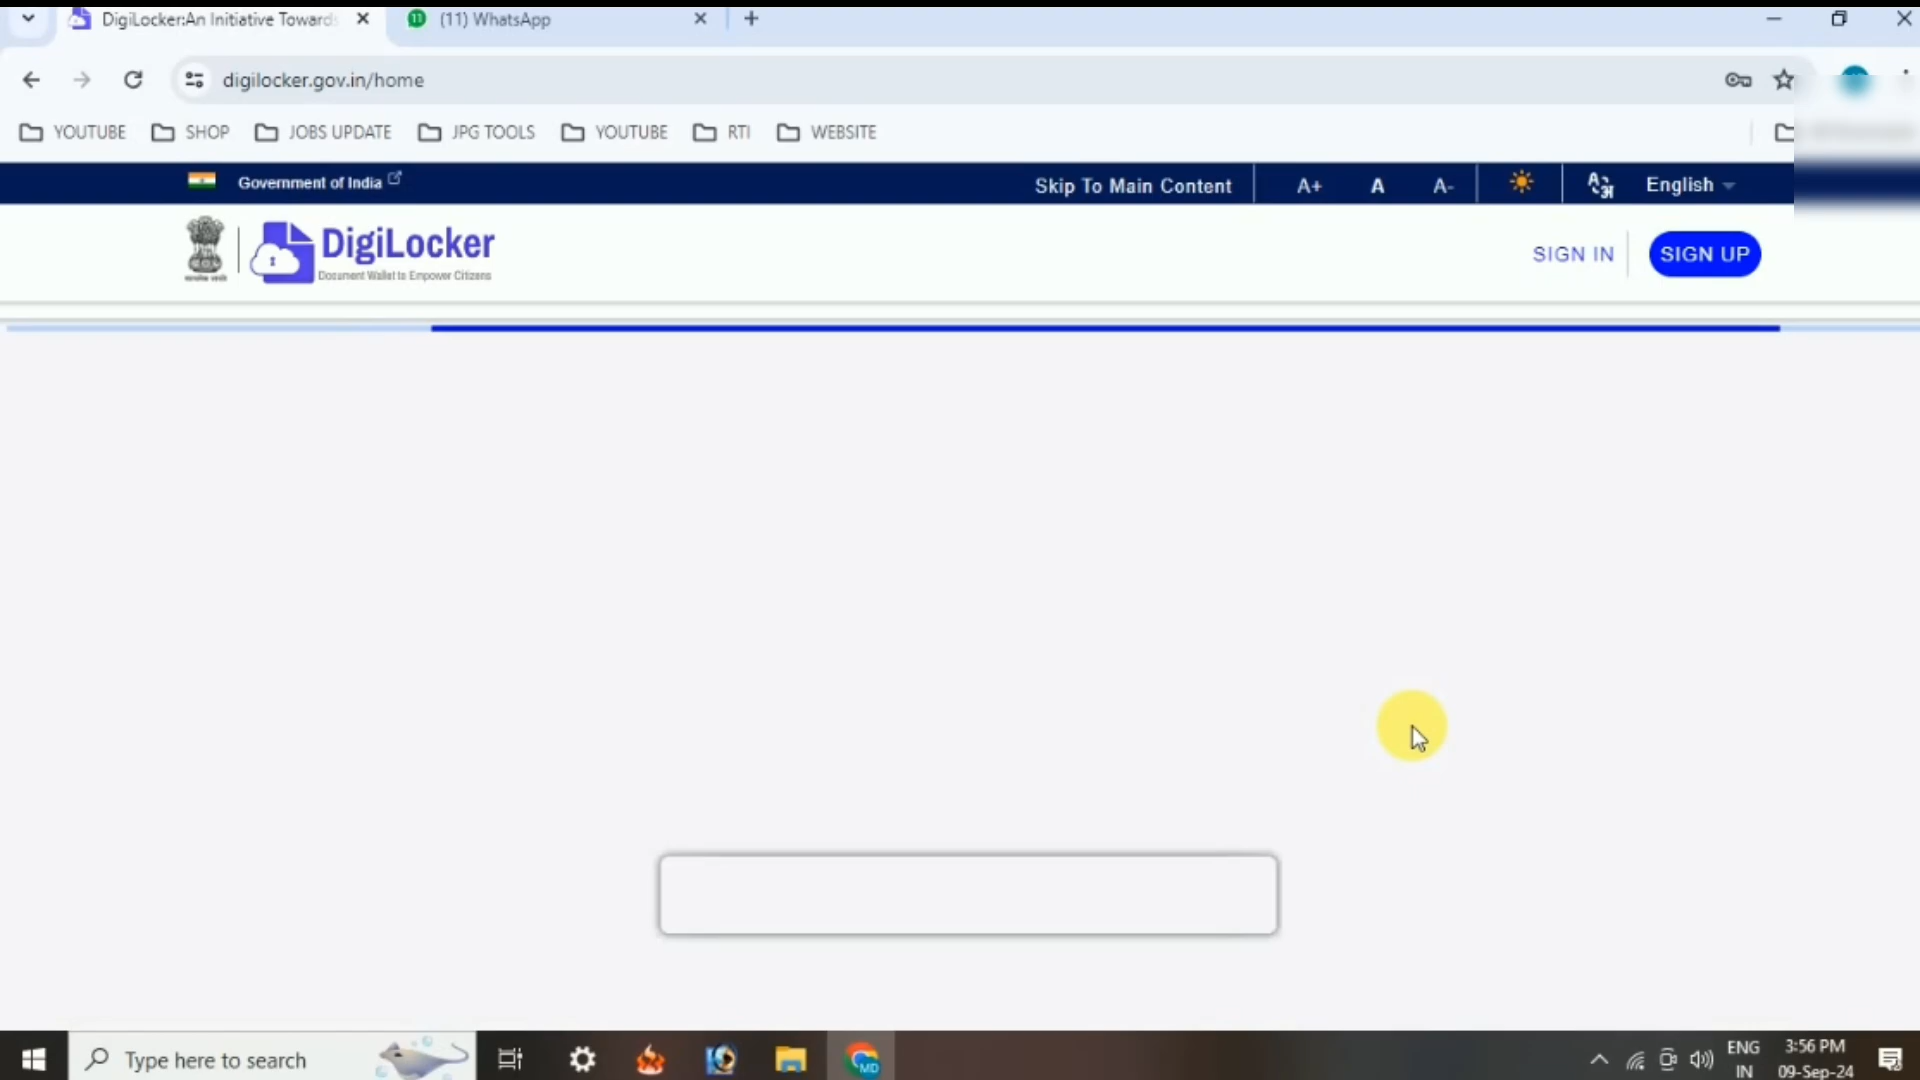 DigiLocker:An Initiative Towards
(11) WhatsApp
digilocker.gov.in/home
YOUTUBE
SHOP
JOBS UPDATE
JPG TOOLS
YOUTUBE
RTI
WEBSITE
Government of India
Skip To Main Content
A+
A
A-
English
DigiLocker
Document Wallet to Empower Citizens
SIGN IN
SIGN UP
Type here to search
MD
ENG
IN
3:56 PM
09-Sep-24